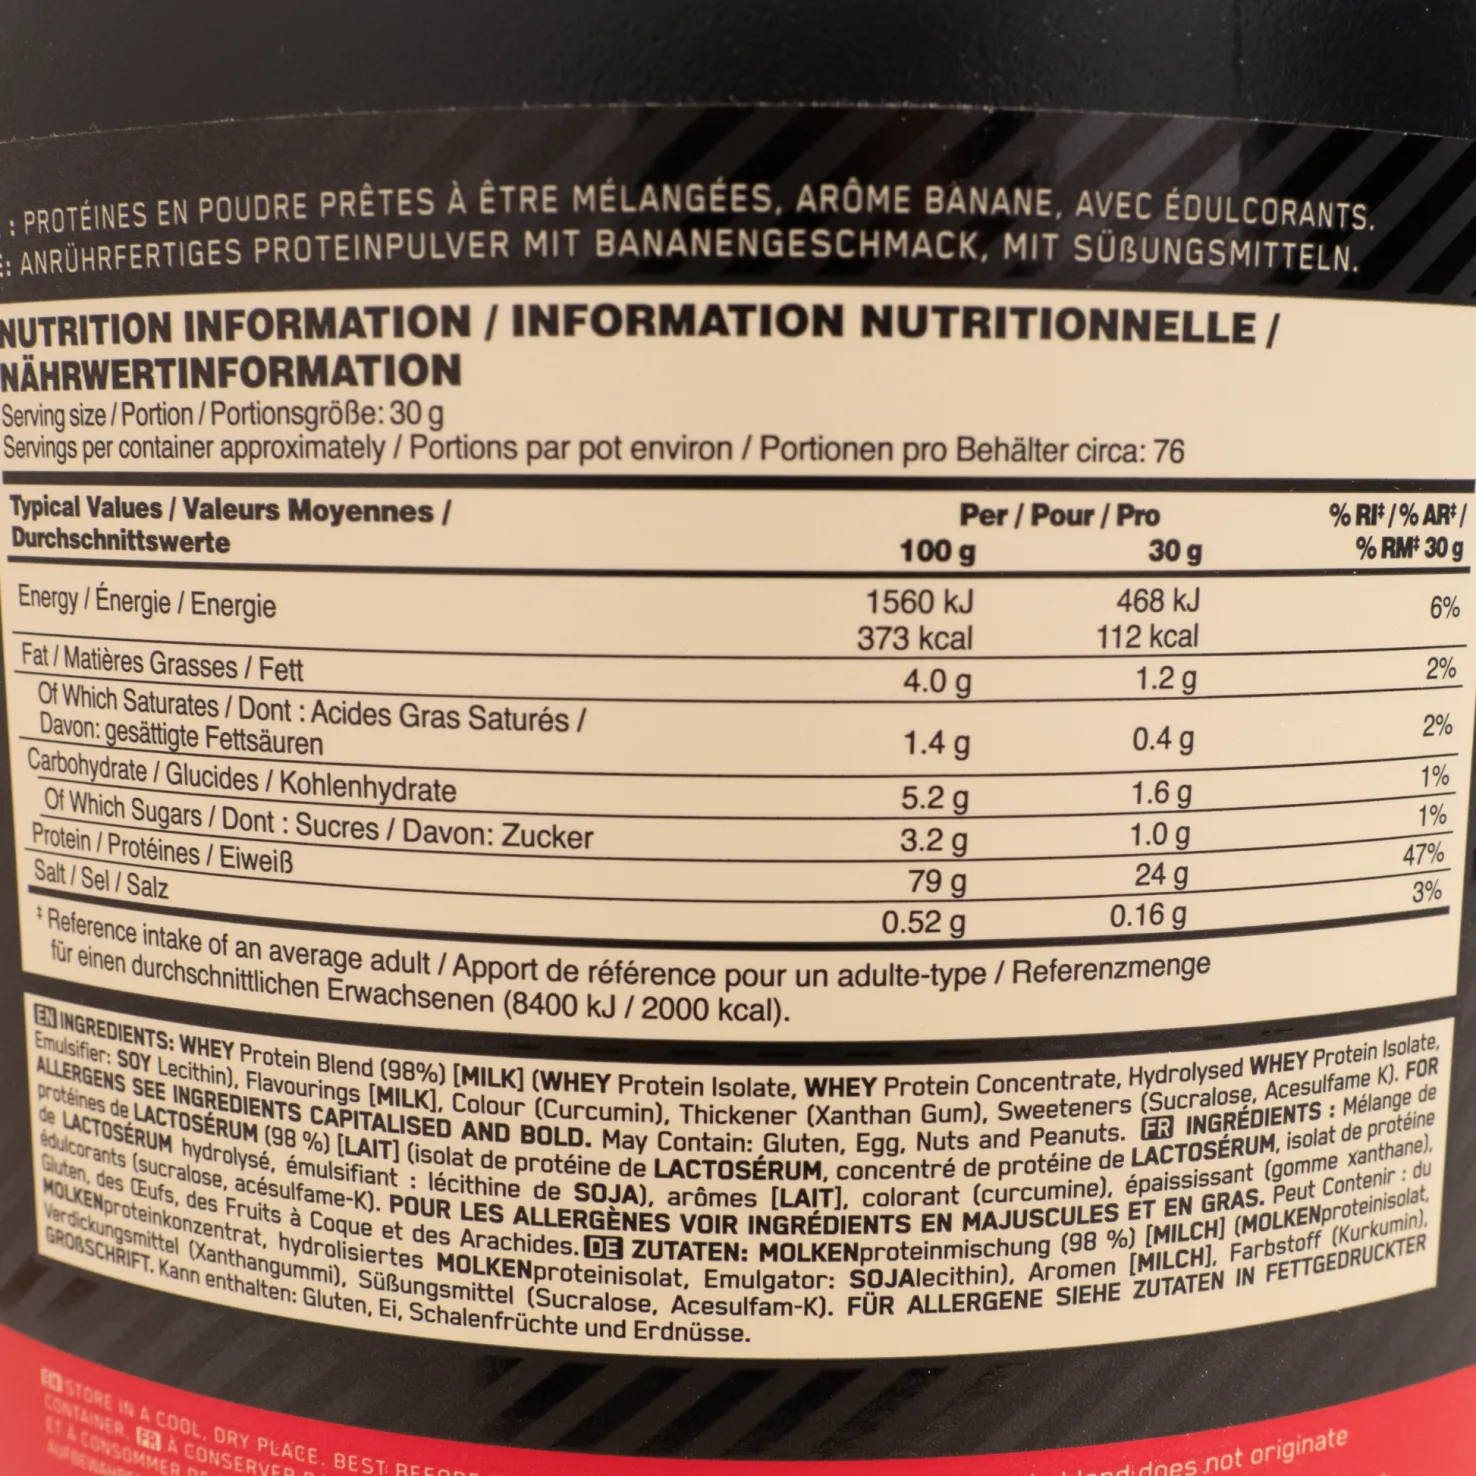 : PROTÉINES EN POUDRE PRÊTES À ÊTRE MÉLANGÉES, ARÔME BANANE, AVEC ÉDULCORANTS.
: ANRÜHRFERTIGES PROTEINPULVER MIT BANANENGESCHMACK, MIT SÜßUNGSMITTELN.
NUTRITION INFORMATION / INFORMATION NUTRITIONNELLE /
NÄHRWERTINFORMATION
Serving size / Portion / Portionsgröße: 30 g
Servings per container approximately / Portions par pot environ / Portionen pro Behälter circa: 76
Typical Values / Valeurs Moyennes / Per / Pour / Pro % RI‡ / % AR‡ /
Durchschnittswerte 100 g 30 g % RM‡ 30 g
Energy / Énergie / Energie 1560 kJ 468 kJ 6%
373 kcal 112 kcal
Fat / Matières Grasses / Fett 4.0 g 1.2 g 2%
Of Which Saturates / Dont : Acides Gras Saturés /
Davon: gesättigte Fettsäuren 1.4 g 0.4 g 2%
Carbohydrate / Glucides / Kohlenhydrate 5.2 g 1.6 g 1%
Of Which Sugars / Dont : Sucres / Davon: Zucker 3.2 g 1.0 g 1%
Protein / Protéines / Eiweiß 79 g 24 g 47%
Salt / Sel / Salz 0.52 g 0.16 g 3%
‡ Reference intake of an average adult / Apport de référence pour un adulte-type / Referenzmenge
für einen durchschnittlichen Erwachsenen (8400 kJ / 2000 kcal).
EN INGREDIENTS: WHEY Protein Blend (98%) [MILK] (WHEY Protein Isolate, WHEY Protein Concentrate, Hydrolysed WHEY Protein Isolate,
Emulsifier: SOY Lecithin), Flavourings [MILK], Colour (Curcumin), Thickener (Xanthan Gum), Sweeteners (Sucralose, Acesulfame K). FOR
ALLERGENS SEE INGREDIENTS CAPITALISED AND BOLD. May Contain: Gluten, Egg, Nuts and Peanuts. FR INGRÉDIENTS : Mélange de
protéines de LACTOSÉRUM (98 %) [LAIT] (isolat de protéine de LACTOSÉRUM, concentré de protéine de LACTOSÉRUM, isolat de protéine
de LACTOSÉRUM hydrolysé, émulsifiant : lécithine de SOJA), arômes [LAIT], colorant (curcumine), épaississant (gomme xanthane),
édulcorants (sucralose, acésulfame-K). POUR LES ALLERGÈNES VOIR INGRÉDIENTS EN MAJUSCULES ET EN GRAS. Peut Contenir : du
Gluten, des Œufs, des Fruits à Coque et des Arachides. DE ZUTATEN: MOLKENproteinmischung (98 %) [MILCH] (MOLKENproteinisolat,
MOLKENproteinkonzentrat, hydrolisiertes MOLKENproteinisolat, Emulgator: SOJAlecithin), Aromen [MILCH], Farbstoff (Kurkumin),
Verdickungsmittel (Xanthangummi), Süßungsmittel (Sucralose, Acesulfam-K). FÜR ALLERGENE SIEHE ZUTATEN IN FETTGEDRUCKTER
GROßSCHRIFT. Kann enthalten: Gluten, Ei, Schalenfrüchte und Erdnüsse.
EN STORE IN A COOL, DRY PLACE. BEST BEFORE
CONTAINER. FR À CONSERVER
ET À CONSOMMER DE
does not originate